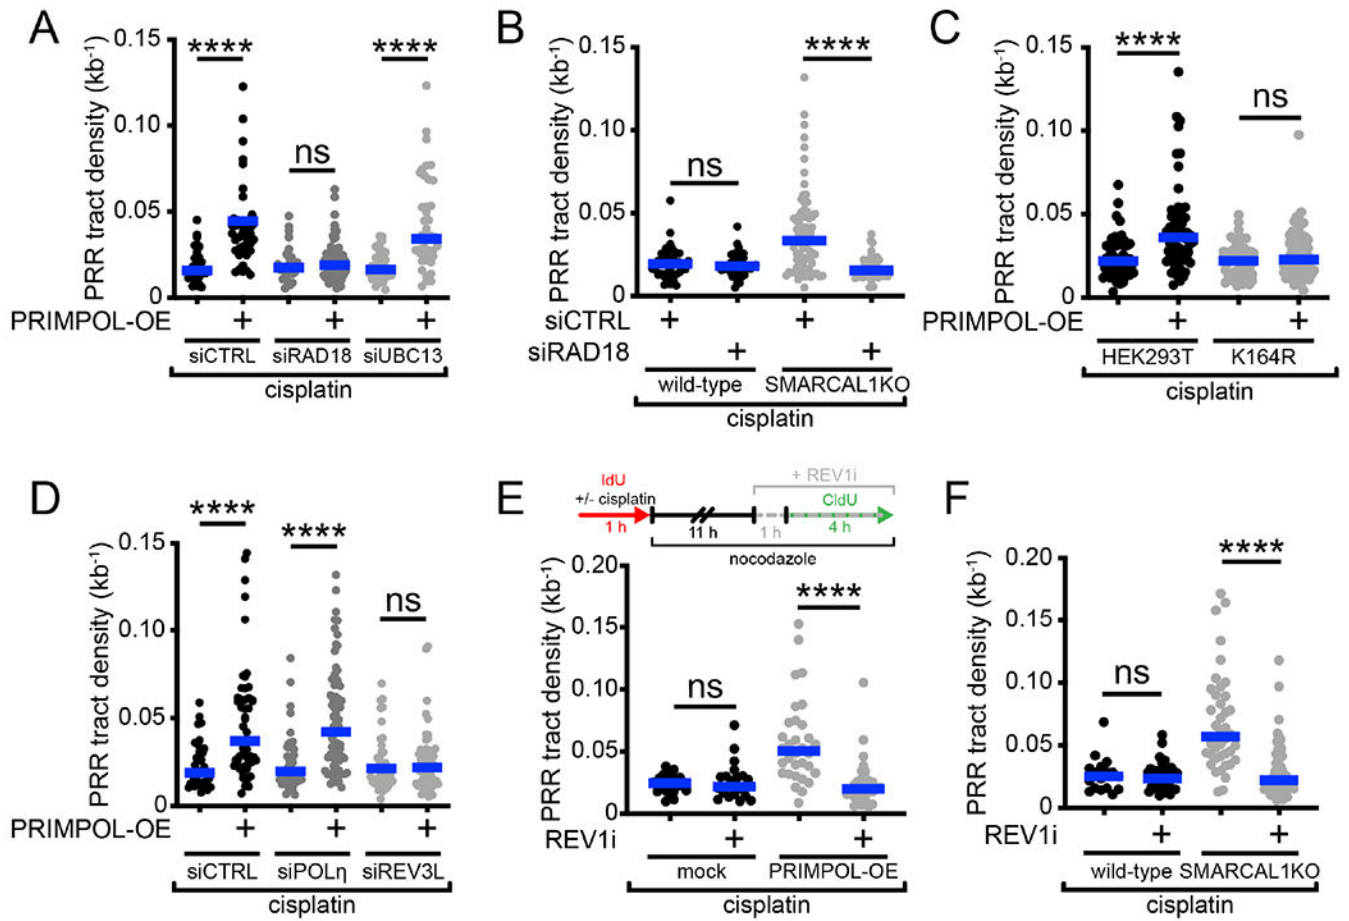 A
PRR tract density (kb-1)
0.15
0.10
0.05
0
****
ns
****
PRIMPOL-OE + + +
siCTRL siRAD18 siUBC13
cisplatin
B
PRR tract density (kb-1)
0.15
0.10
0.05
0
ns
****
siCTRL + +
siRAD18 + +
wild-type SMARCAL1KO
cisplatin
C
PRR tract density (kb-1)
0.15
0.10
0.05
0
****
ns
PRIMPOL-OE + +
HEK293T K164R
cisplatin
D
PRR tract density (kb-1)
0.15
0.10
0.05
0
****
****
ns
PRIMPOL-OE + + +
siCTRL siPOLη siREV3L
cisplatin
E
+ REV1i
IdU
+/- cisplatin CldU
1 h 11 h 1 h 4 h
nocodazole
PRR tract density (kb-1)
0.20
0.15
0.10
0.05
0
ns
****
REV1i + +
mock PRIMPOL-OE
cisplatin
F
PRR tract density (kb-1)
0.20
0.15
0.10
0.05
0
ns
****
REV1i + +
wild-type SMARCAL1KO
cisplatin